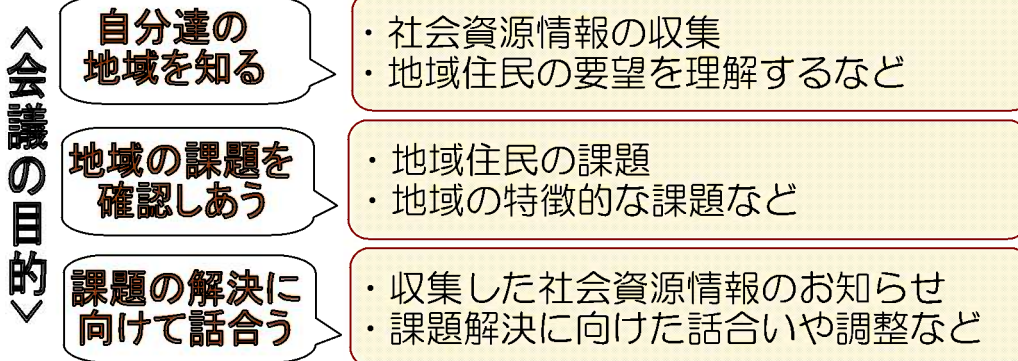 〈会議の目的〉
自分達の
地域を知る
・社会資源情報の収集
・地域住民の要望を理解するなど
地域の課題を
確認しあう
・地域住民の課題
・地域の特徴的な課題など
課題の解決に
向けて話合う
・収集した社会資源情報のお知らせ
・課題解決に向けた話合いや調整など